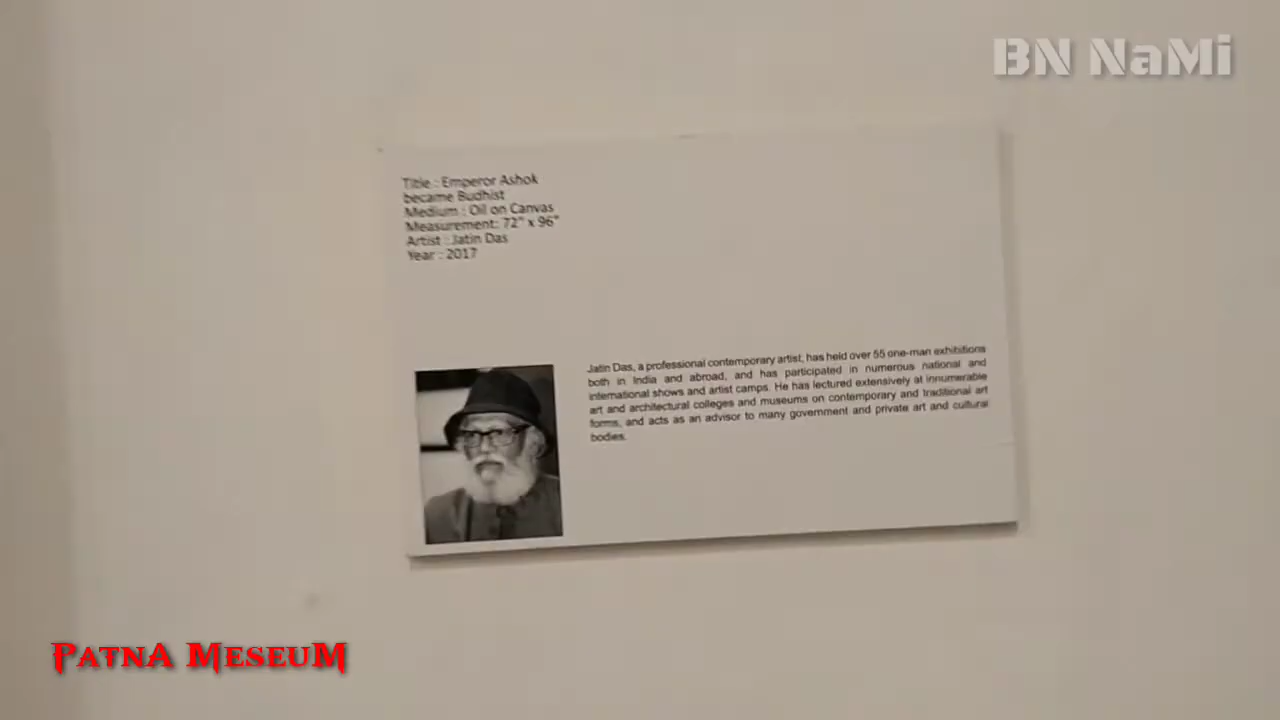 BN NaMi
Title : Emperor Ashok
became Budhist
Medium : Oil on Canvas
Measurement: 72" x 96"
Artist : Jatin Das
Year : 2017
Jatin Das, a professional contemporary artist, has held over 55 one-man exhibitions
both in India and abroad, and has participated in numerous national and
international shows and artist camps. He has lectured extensively at innumerable
art and architectural colleges and museums on contemporary and traditional art
forms, and acts as an advisor to many government and private art and cultural
bodies.
PATNA MESEUM